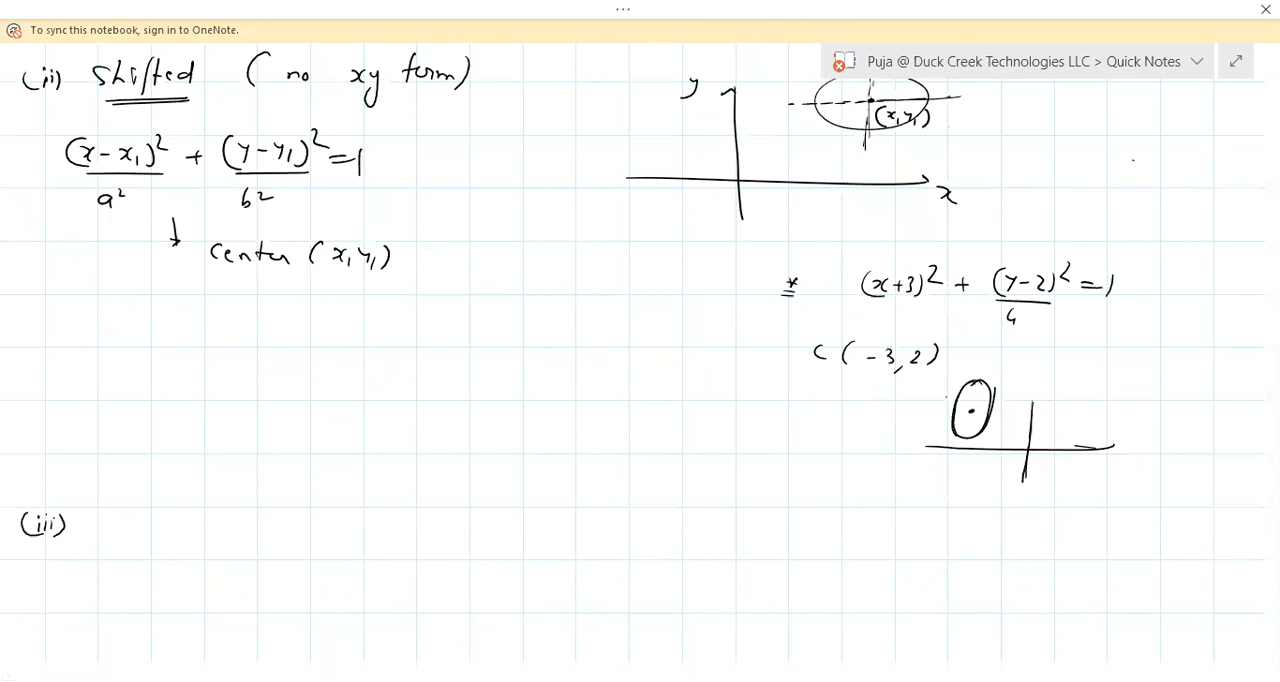 To sync this notebook, sign in to OneNote.
Puja @ Duck Creek Technologies LLC > Quick Notes
(ii) Shifted (no xy term)
(x-x₁)²/a² + (y-y₁)²/b² = 1
↓ center (x₁,y₁)
y
(x₁,y₁)
x
* (x+3)² + (y-2)²/4 = 1
C (-3, 2)
(iii)